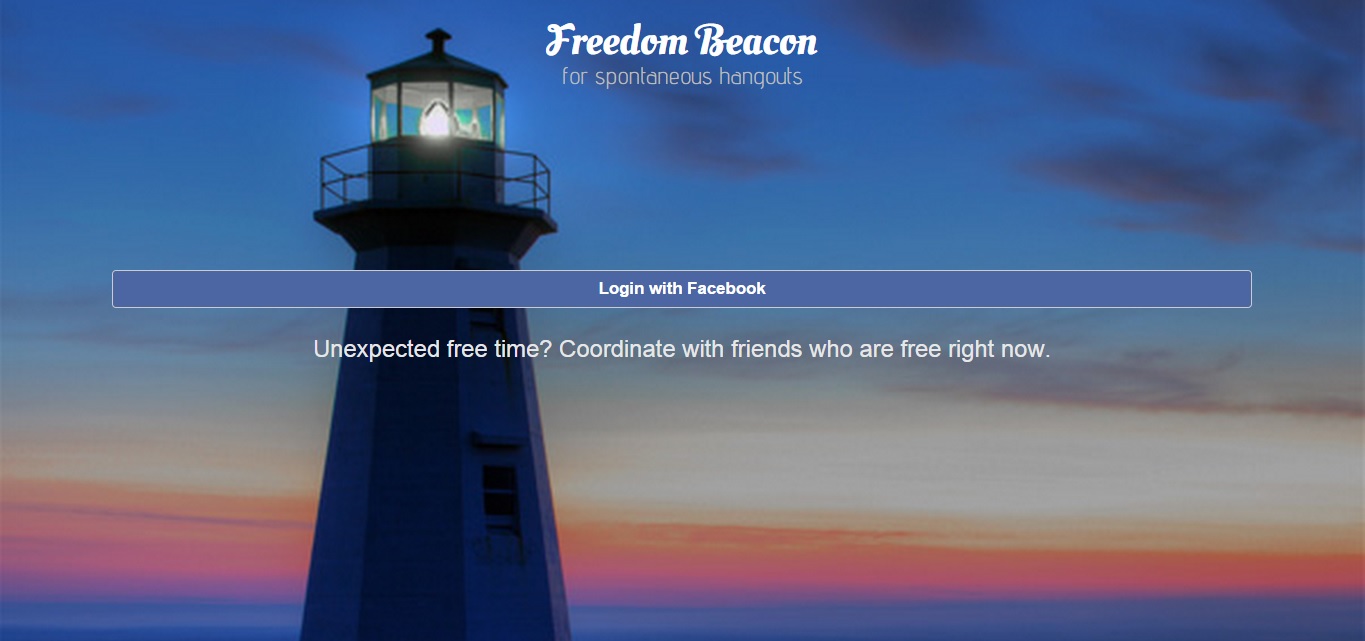 Freedom Beacon
for spontaneous hangouts
Login with Facebook
Unexpected free time? Coordinate with friends who are free right now.